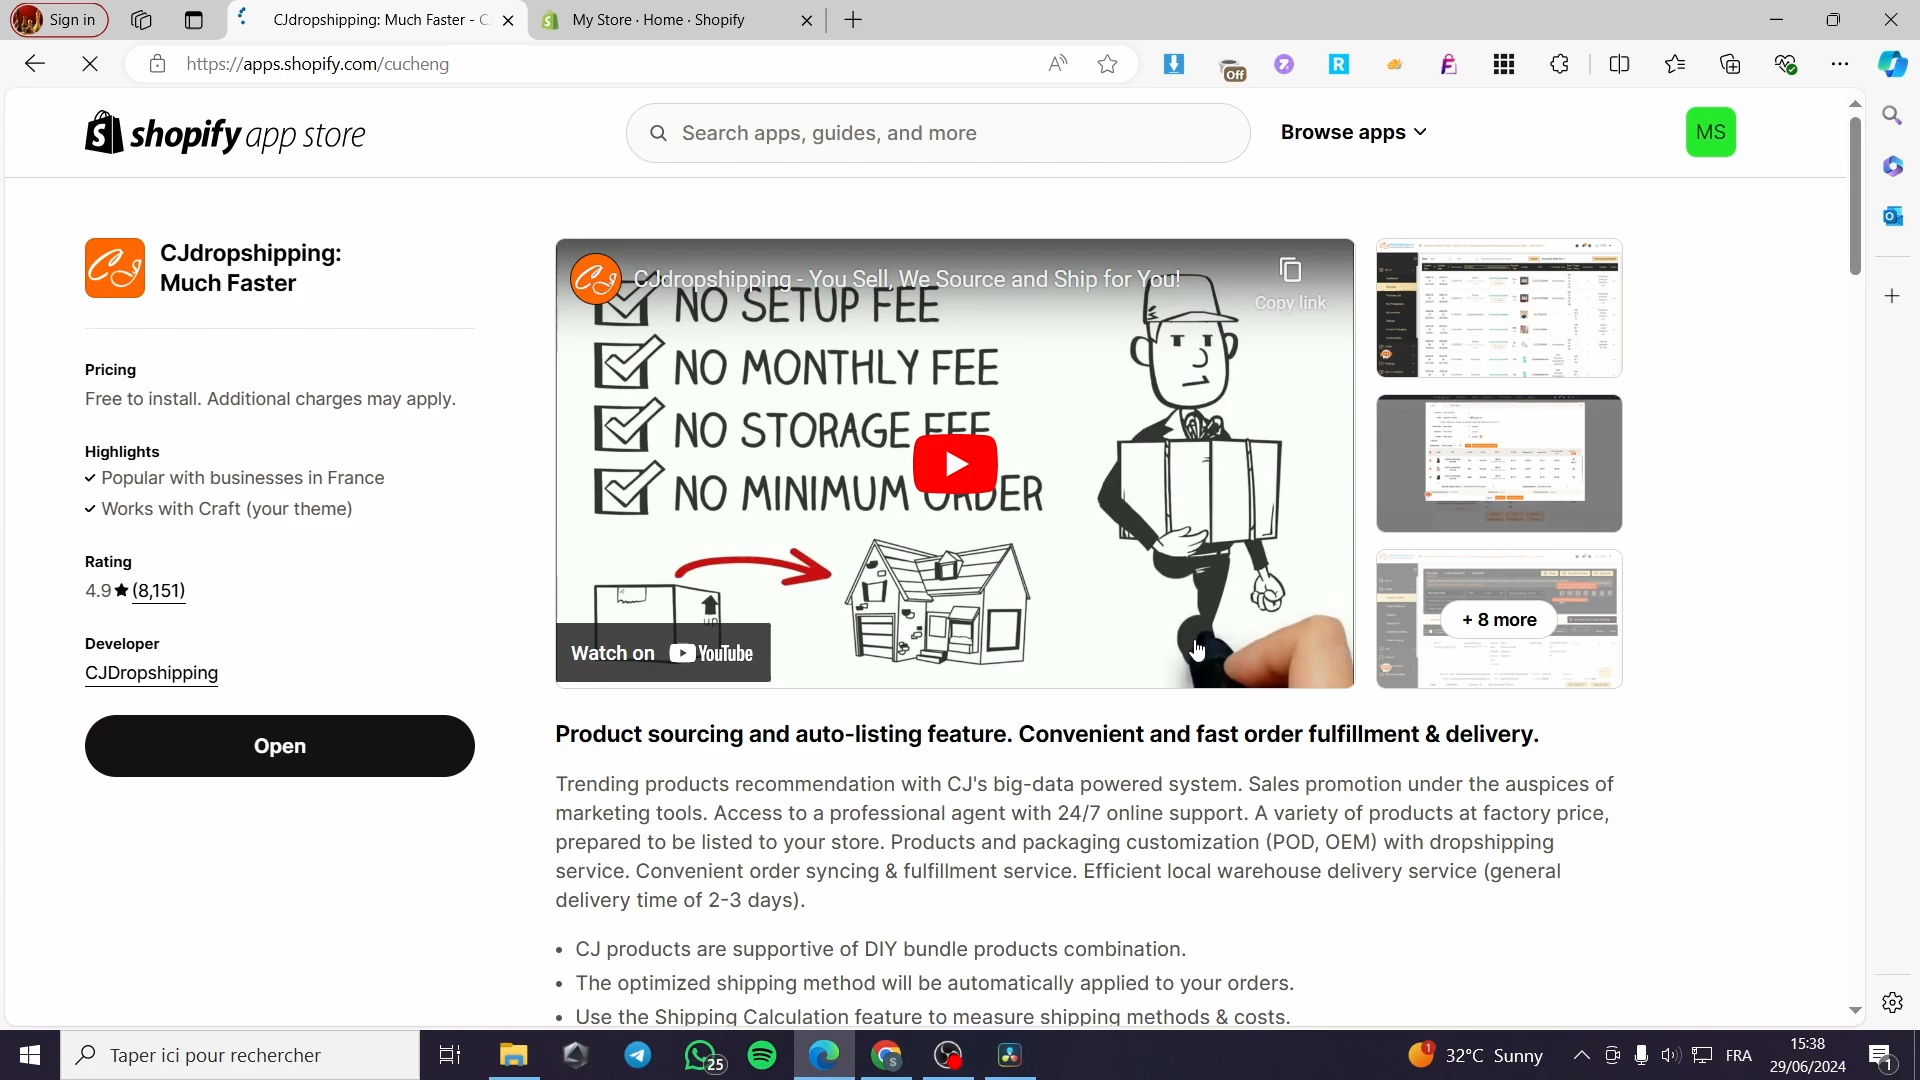 Sign in
CJdropshipping: Much Faster - C
My Store · Home · Shopify
https://apps.shopify.com/cucheng
Off
shopify app store
Search apps, guides, and more
Browse apps
MS
CJdropshipping:
Much Faster
Pricing
Free to install. Additional charges may apply.
Highlights
Popular with businesses in France
Works with Craft (your theme)
Rating
4.9★ (8,151)
Developer
CJDropshipping
Open
CJdropshipping - You Sell, We Source and Ship for You!
Copy link
NO SETUP FEE
NO MONTHLY FEE
NO STORAGE FEE
NO MINIMUM ORDER
up
Watch on YouTube
+ 8 more
Product sourcing and auto-listing feature. Convenient and fast order fulfillment & delivery.
Trending products recommendation with CJ's big-data powered system. Sales promotion under the auspices of
marketing tools. Access to a professional agent with 24/7 online support. A variety of products at factory price,
prepared to be listed to your store. Products and packaging customization (POD, OEM) with dropshipping
service. Convenient order syncing & fulfillment service. Efficient local warehouse delivery service (general
delivery time of 2-3 days).
• CJ products are supportive of DIY bundle products combination.
• The optimized shipping method will be automatically applied to your orders.
• Use the Shipping Calculation feature to measure shipping methods & costs.
Taper ici pour rechercher
25
1
32°C Sunny
FRA
15:38
29/06/2024
1